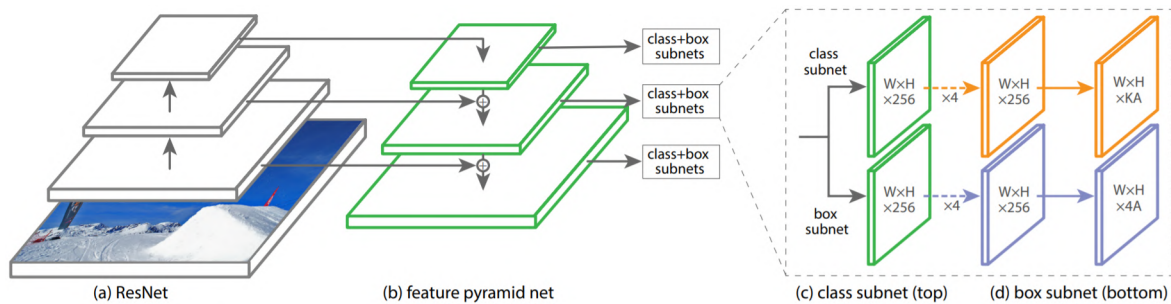 class+box
subnets
class+box
subnets
class+box
subnets
class
subnet
W×H
×256
×4
W×H
×256
W×H
×KA
box
subnet
W×H
×256
×4
W×H
×256
W×H
×4A
(a) ResNet
(b) feature pyramid net
(c) class subnet (top)
(d) box subnet (bottom)